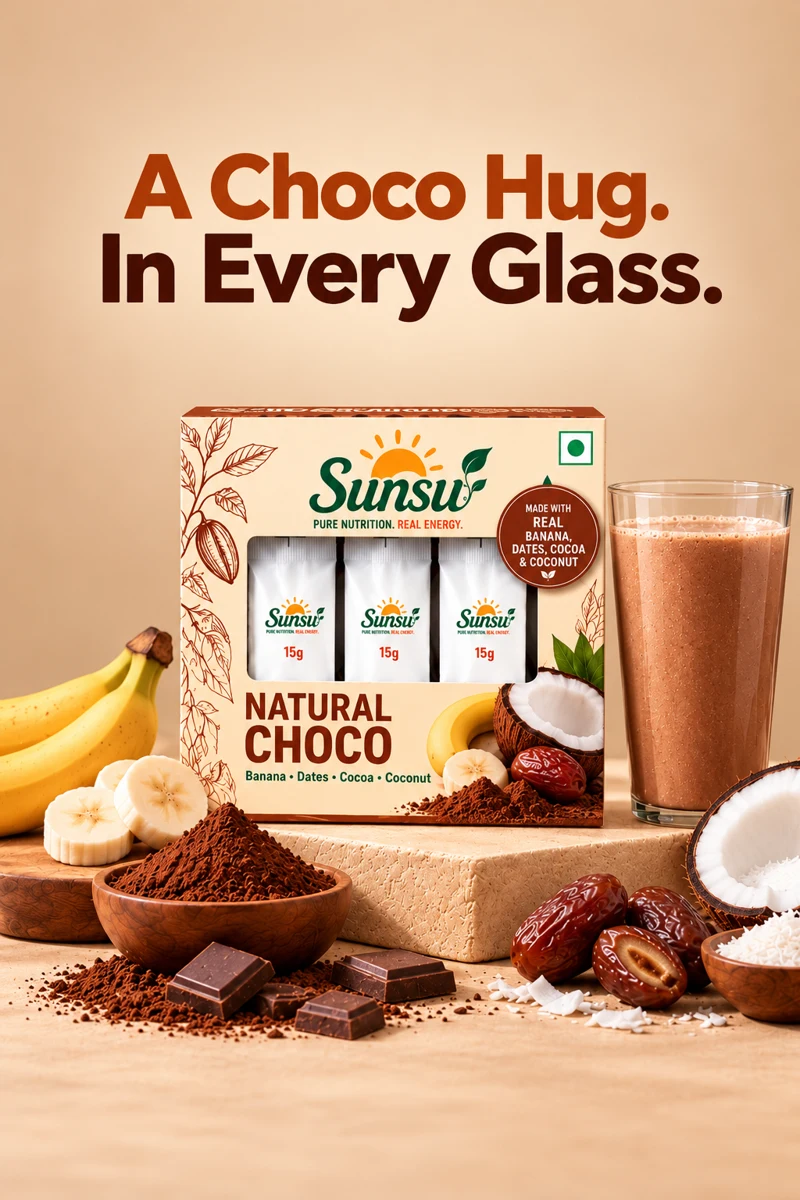 A Choco Hug.
In Every Glass.
Sunsu
PURE NUTRITION. REAL ENERGY.
MADE WITH
REAL
BANANA,
DATES, COCOA
& COCONUT
Sunsu
PURE NUTRITION. REAL ENERGY.
15g
Sunsu
PURE NUTRITION. REAL ENERGY.
15g
Sunsu
PURE NUTRITION. REAL ENERGY.
15g
NATURAL
CHOCO
Banana • Dates • Cocoa • Coconut